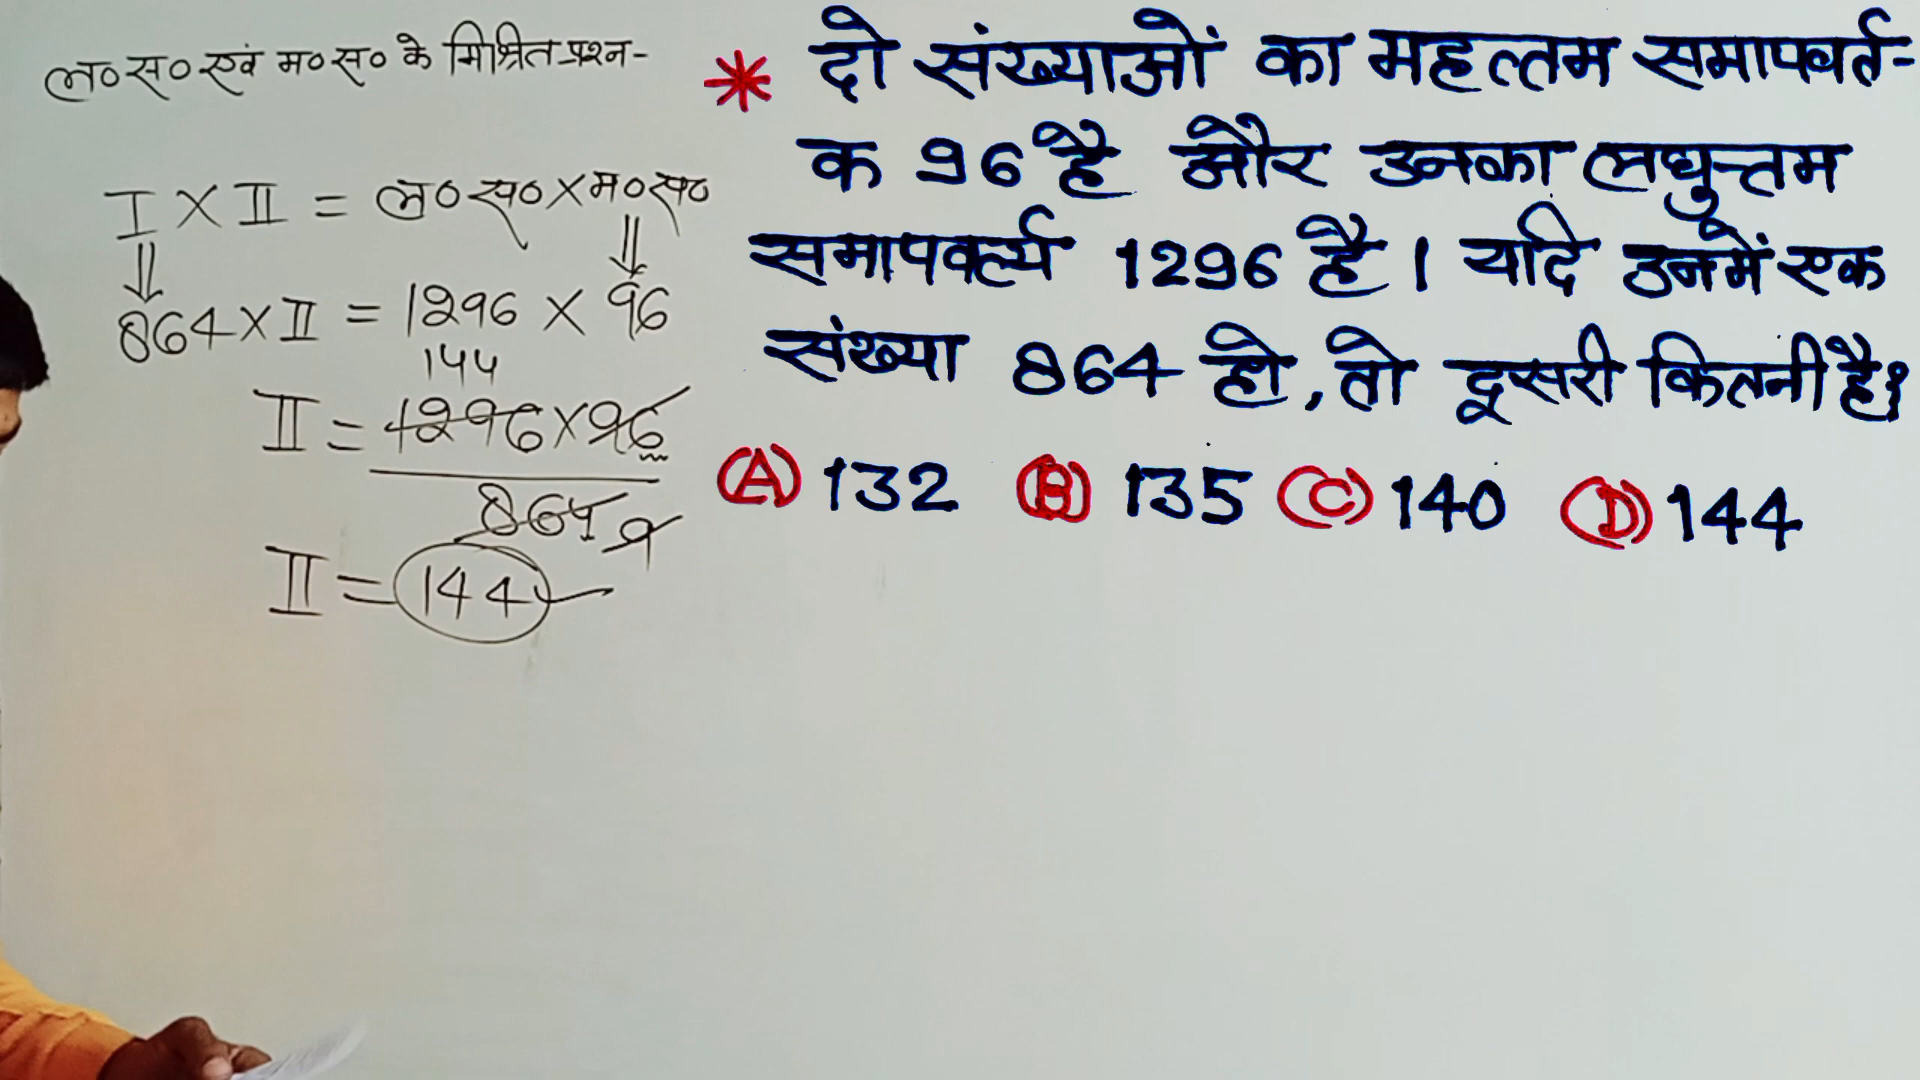 ल०स० एवं म०स० के मिश्रित प्रश्न-
I X II = ल०स० X म०स०
864 X II = 1296 X 96
144
II = 1296 X 96
864 9
II = 144
* दो संख्याओं का महत्तम समापवर्त-
क 96 है और उनका लघुत्तम
समापवर्त्य 1296 है। यदि उनमें एक
संख्या 864 हो, तो दूसरी कितनी है?
(A) 132 (B) 135 (C) 140 (D) 144